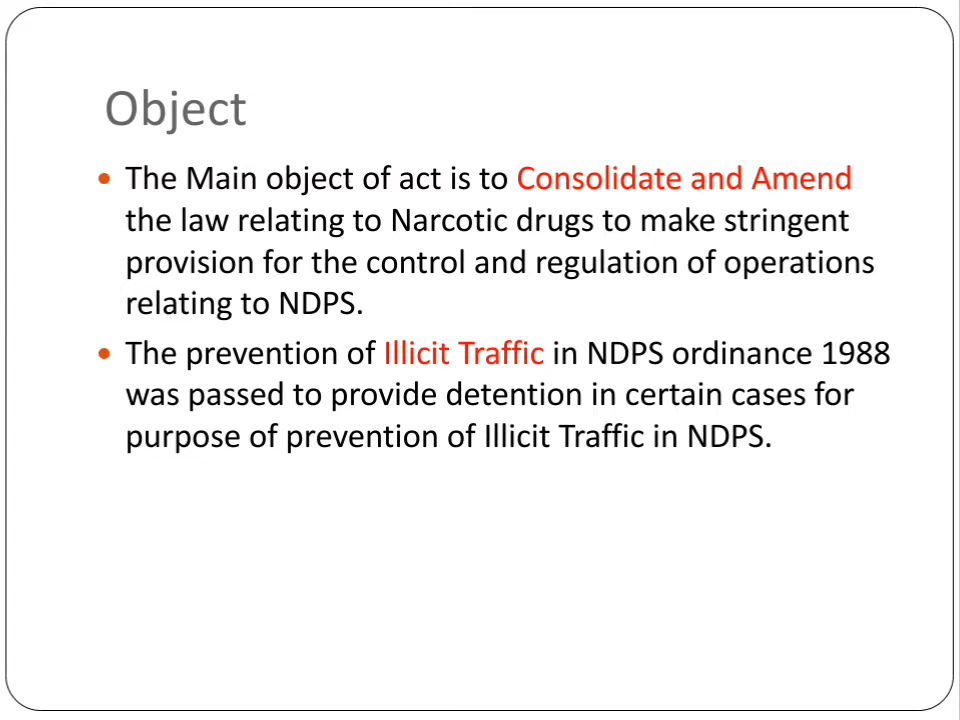 Object
• The Main object of act is to Consolidate and Amend
the law relating to Narcotic drugs to make stringent
provision for the control and regulation of operations
relating to NDPS.
• The prevention of Illicit Traffic in NDPS ordinance 1988
was passed to provide detention in certain cases for
purpose of prevention of Illicit Traffic in NDPS.